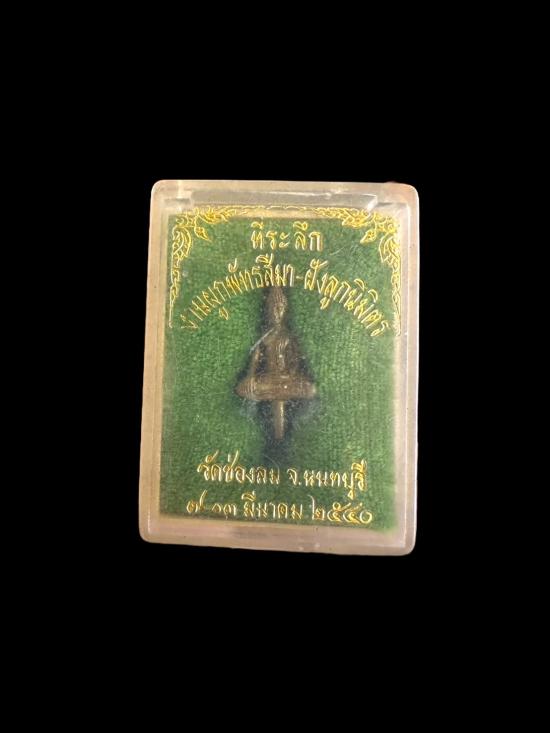 ที่ระลึก
งานผูกพัทธสีมา-ฝังลูกนิมิตร
วัดช่องลม จ.นนทบุรี
๗-๑๓ มีนาคม ๒๕๔๐